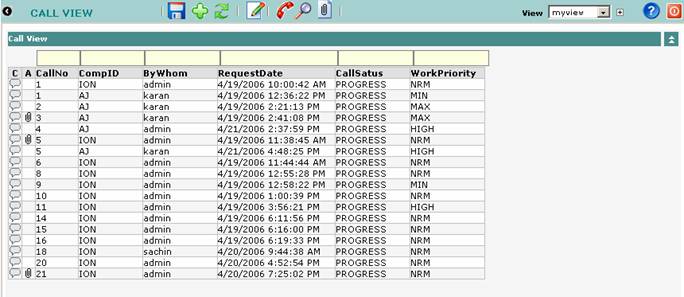 CALL VIEW View myview
Call View
C A CallNo CompID ByWhom RequestDate CallSatus WorkPriority
1 ION admin 4/19/2006 10:00:42 AM PROGRESS NRM
1 AJ karan 4/19/2006 12:36:22 PM PROGRESS MIN
2 AJ karan 4/19/2006 2:21:13 PM PROGRESS MAX
3 AJ karan 4/19/2006 2:41:08 PM PROGRESS MAX
4 AJ admin 4/21/2006 2:37:59 PM PROGRESS HIGH
5 ION admin 4/19/2006 11:38:45 AM PROGRESS NRM
5 AJ karan 4/21/2006 4:48:25 PM PROGRESS HIGH
6 ION admin 4/19/2006 11:44:44 AM PROGRESS NRM
8 ION admin 4/19/2006 12:55:28 PM PROGRESS NRM
9 ION admin 4/19/2006 12:58:22 PM PROGRESS MIN
10 ION admin 4/19/2006 1:00:39 PM PROGRESS NRM
11 ION admin 4/19/2006 3:56:21 PM PROGRESS HIGH
14 ION admin 4/19/2006 6:11:56 PM PROGRESS NRM
15 ION admin 4/19/2006 6:16:00 PM PROGRESS NRM
16 ION admin 4/19/2006 6:19:33 PM PROGRESS NRM
18 ION sachin 4/20/2006 9:44:38 AM PROGRESS NRM
20 ION admin 4/20/2006 4:52:54 PM PROGRESS NRM
21 ION admin 4/20/2006 7:25:02 PM PROGRESS NRM